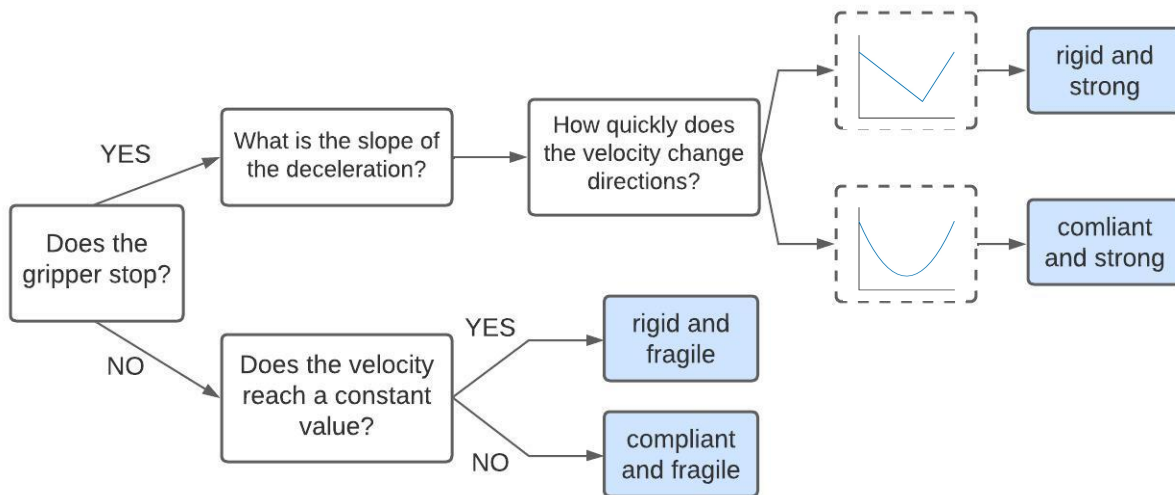 YES
What is the slope of
the deceleration?
How quickly does
the velocity change
directions?
rigid and
strong
Does the
gripper stop?
comliant
and strong
NO
Does the velocity
reach a constant
value?
YES
rigid and
fragile
NO
compliant
and fragile